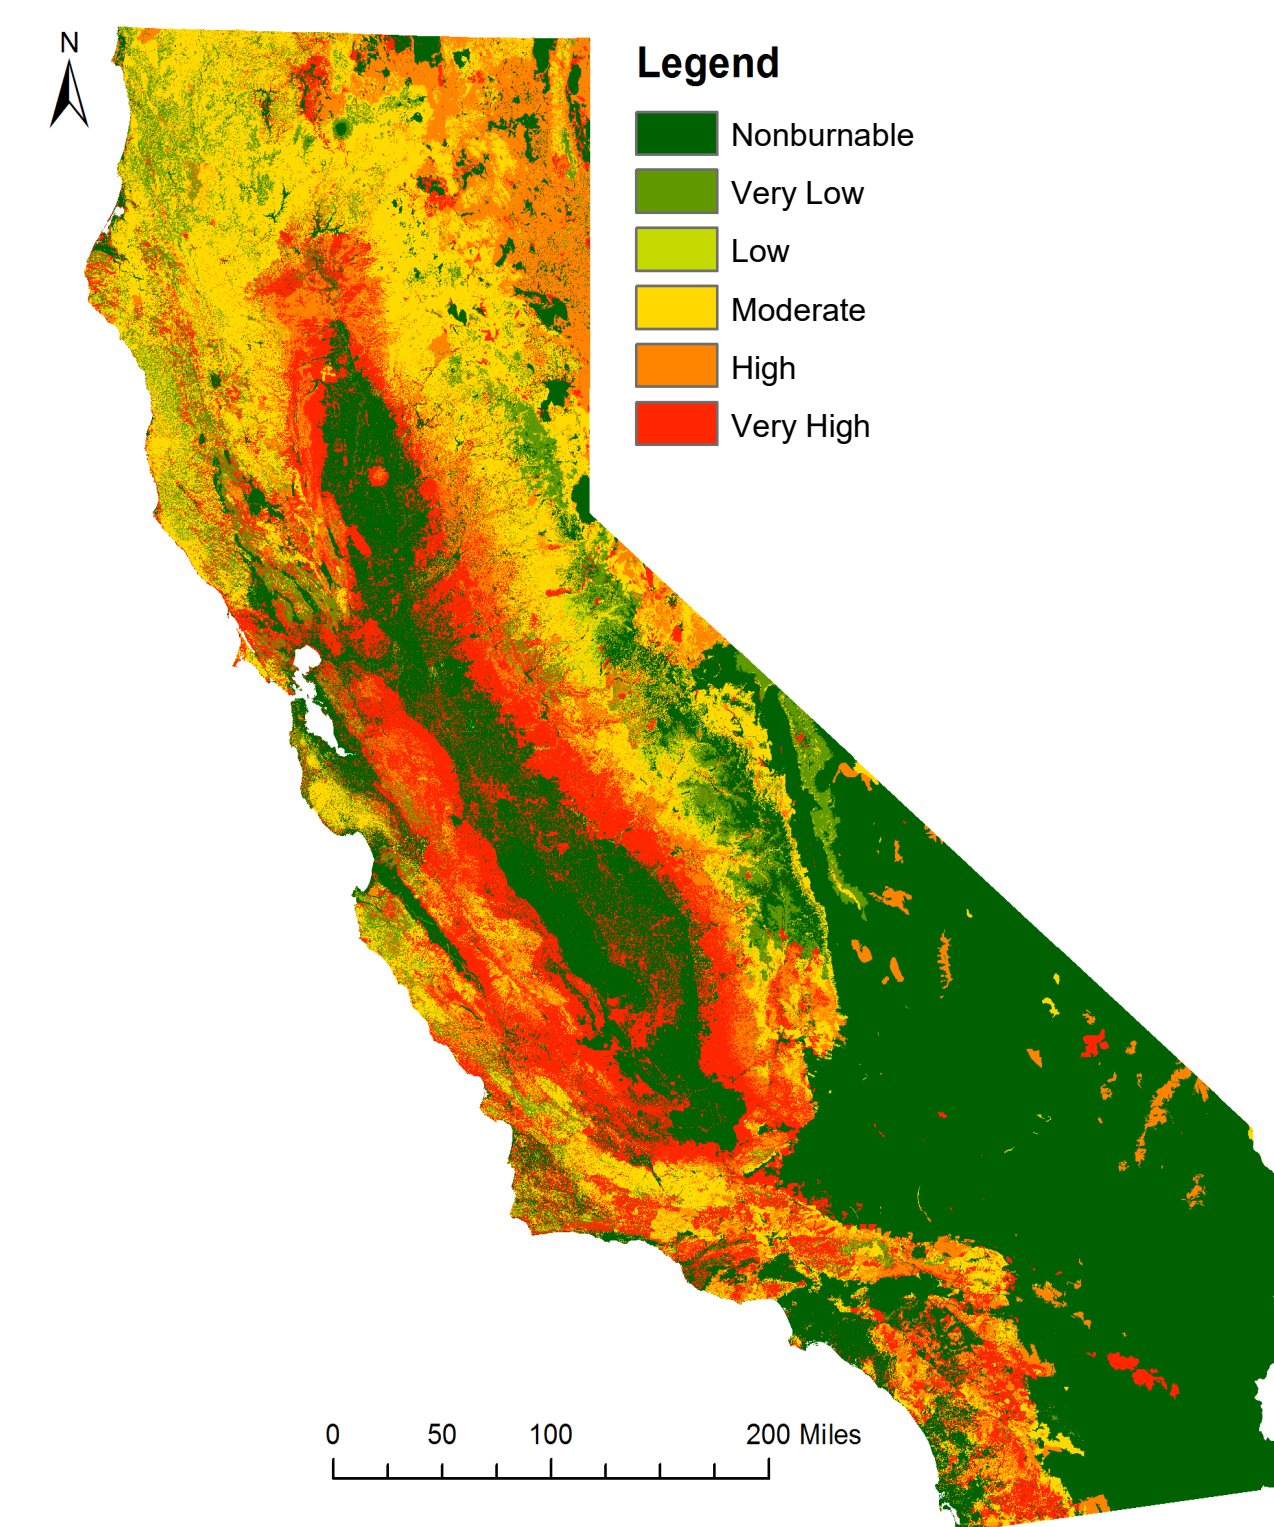 N
Legend
Nonburnable
Very Low
Low
Moderate
High
Very High
0 50 100 200 Miles